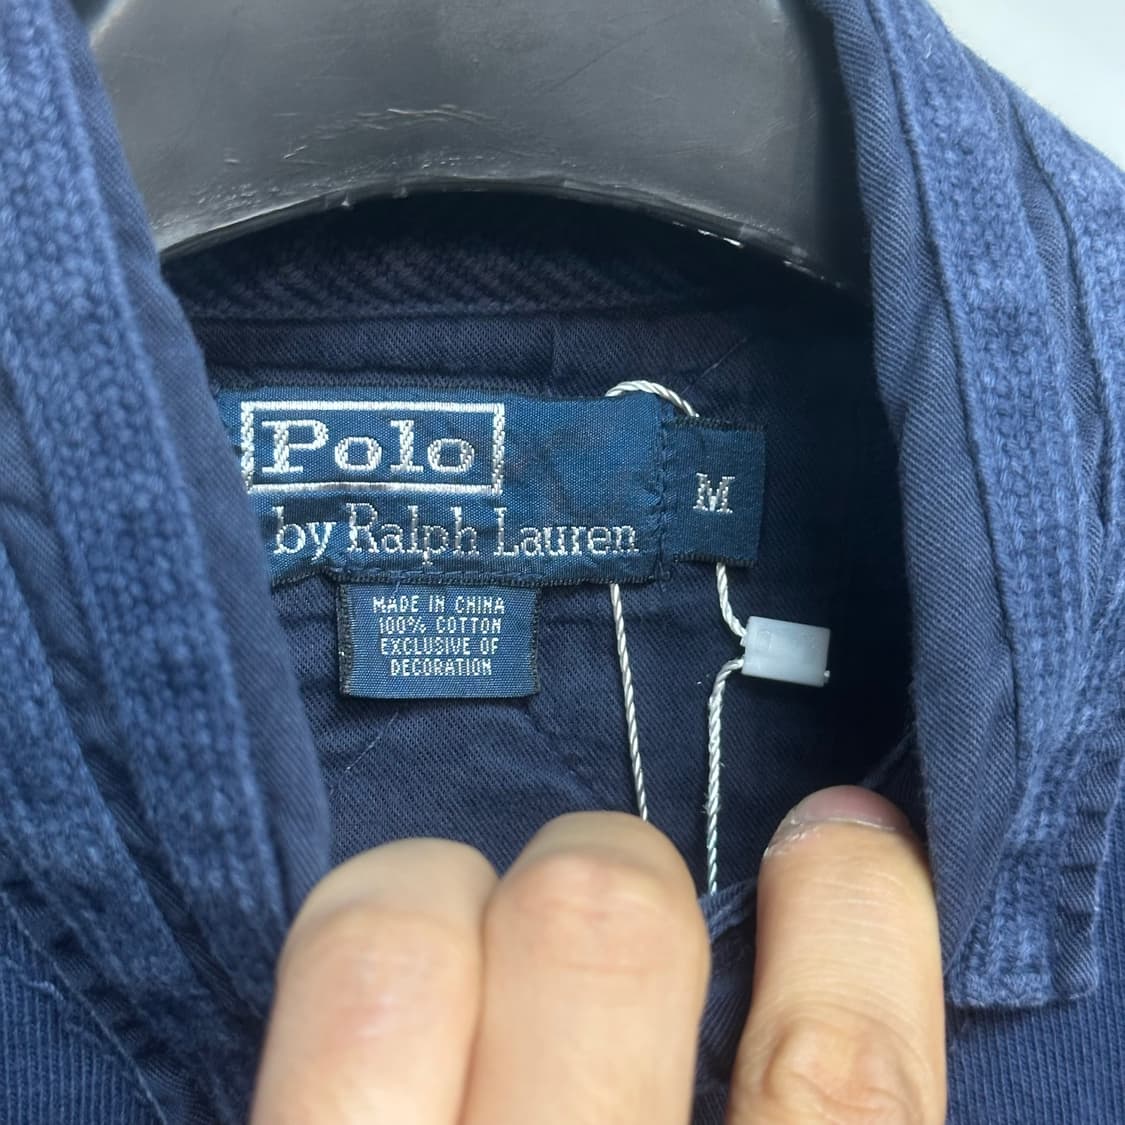 Polo
by Ralph Lauren
M
MADE IN CHINA
100% COTTON
EXCLUSIVE OF
DECORATION